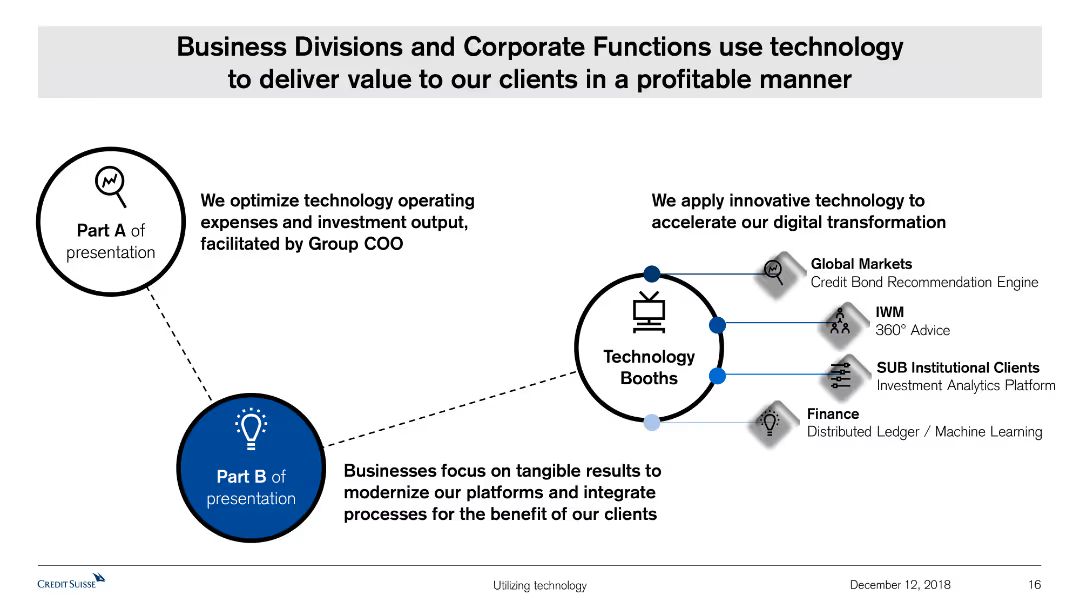 Business Divisions and Corporate Functions use technology
to deliver value to our clients in a profitable manner
Part A of
presentation
We optimize technology operating
expenses and investment output,
facilitated by Group COO
We apply innovative technology to
accelerate our digital transformation
Global Markets
Credit Bond Recommendation Engine
IWM
360° Advice
Technology
Booths
SUB Institutional Clients
Investment Analytics Platform
Finance
Distributed Ledger / Machine Learning
Part B of
presentation
Businesses focus on tangible results to
modernize our platforms and integrate
processes for the benefit of our clients
CREDIT SUISSE
Utilizing technology
December 12, 2018
16